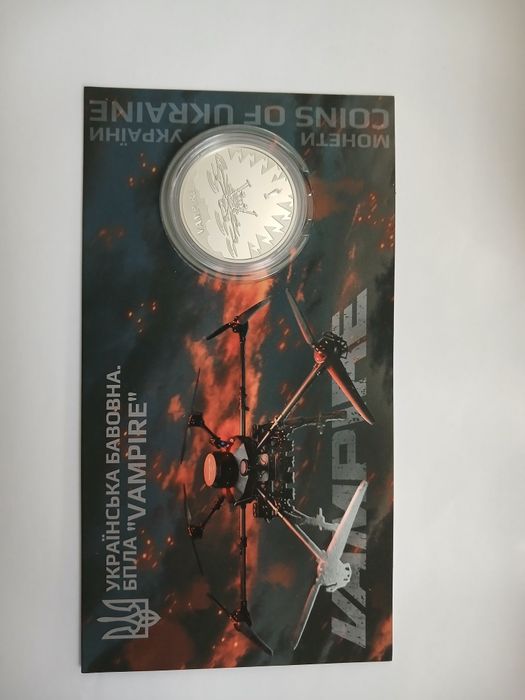 МОНЕТИ УКРАЇНИ
COINS OF UKRAINE
VAMPIRE
УКРАЇНСЬКА БАВОВНА.
БПЛА "VAMPIRE"
VAMPIRE